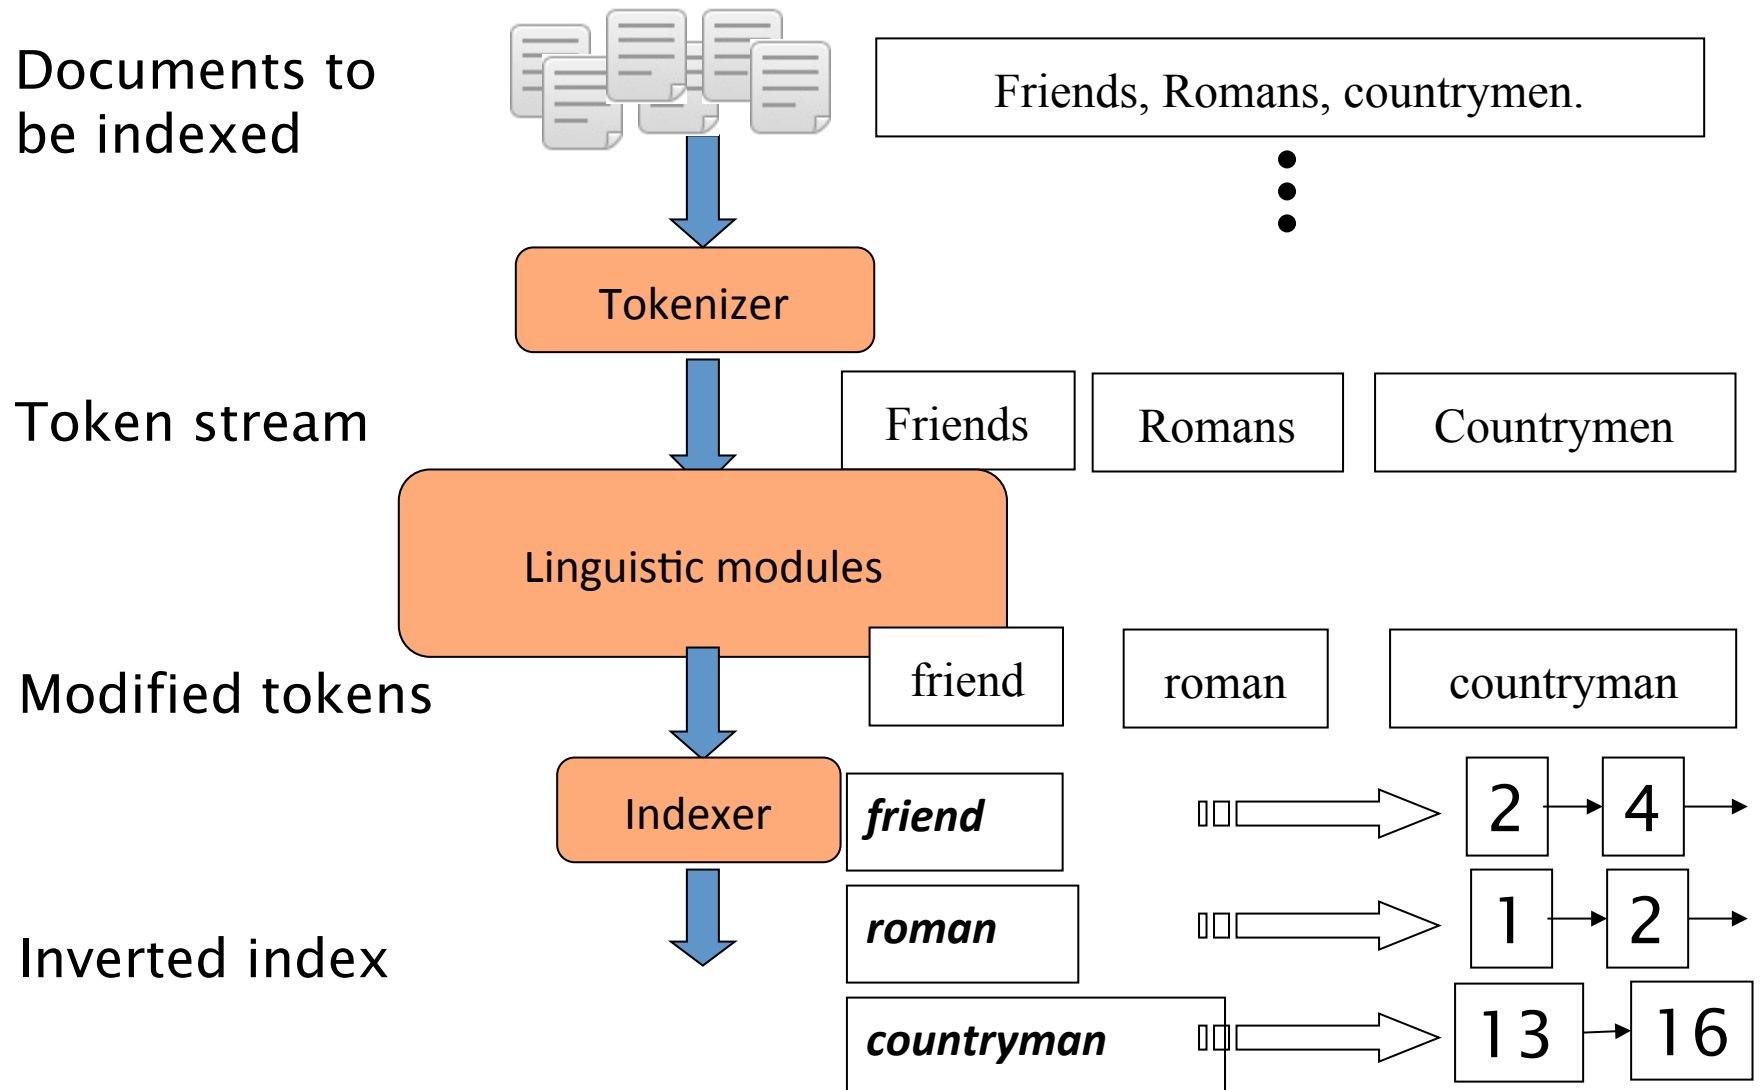 Documents to
be indexed
Friends, Romans, countrymen.
Tokenizer
Token stream
Friends Romans Countrymen
Linguistic modules
Modified tokens
friend roman countryman
Indexer
friend 2 4
roman 1 2
Inverted index
countryman 13 16